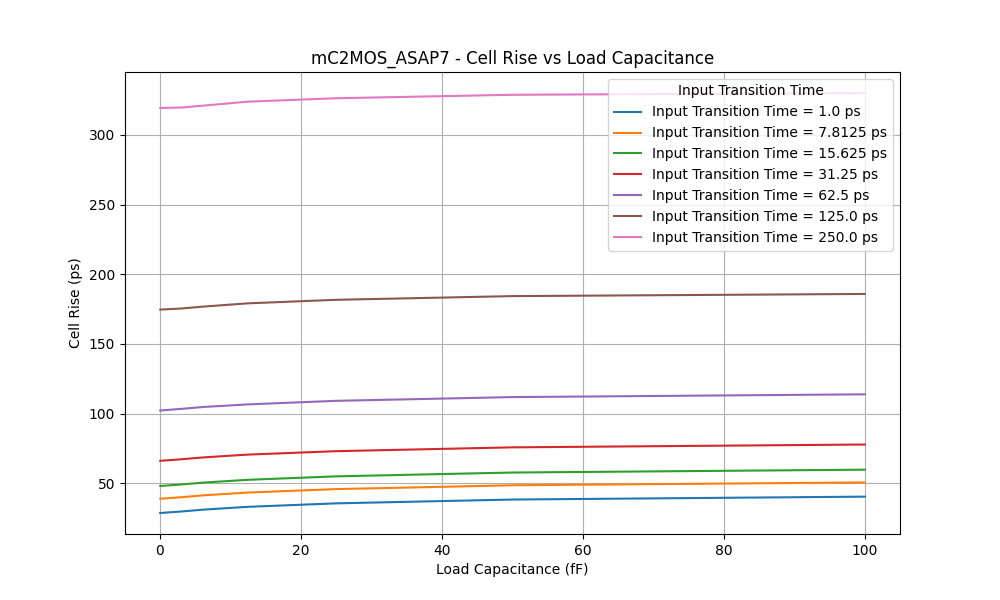 mC2MOS_ASAP7 - Cell Rise vs Load Capacitance
Input Transition Time
Input Transition Time = 1.0 ps
Input Transition Time = 7.8125 ps
Input Transition Time = 15.625 ps
Input Transition Time = 31.25 ps
Input Transition Time = 62.5 ps
Input Transition Time = 125.0 ps
Input Transition Time = 250.0 ps
Cell Rise (ps)
300
250
200
150
100
50
0 20 40 60 80 100
Load Capacitance (fF)